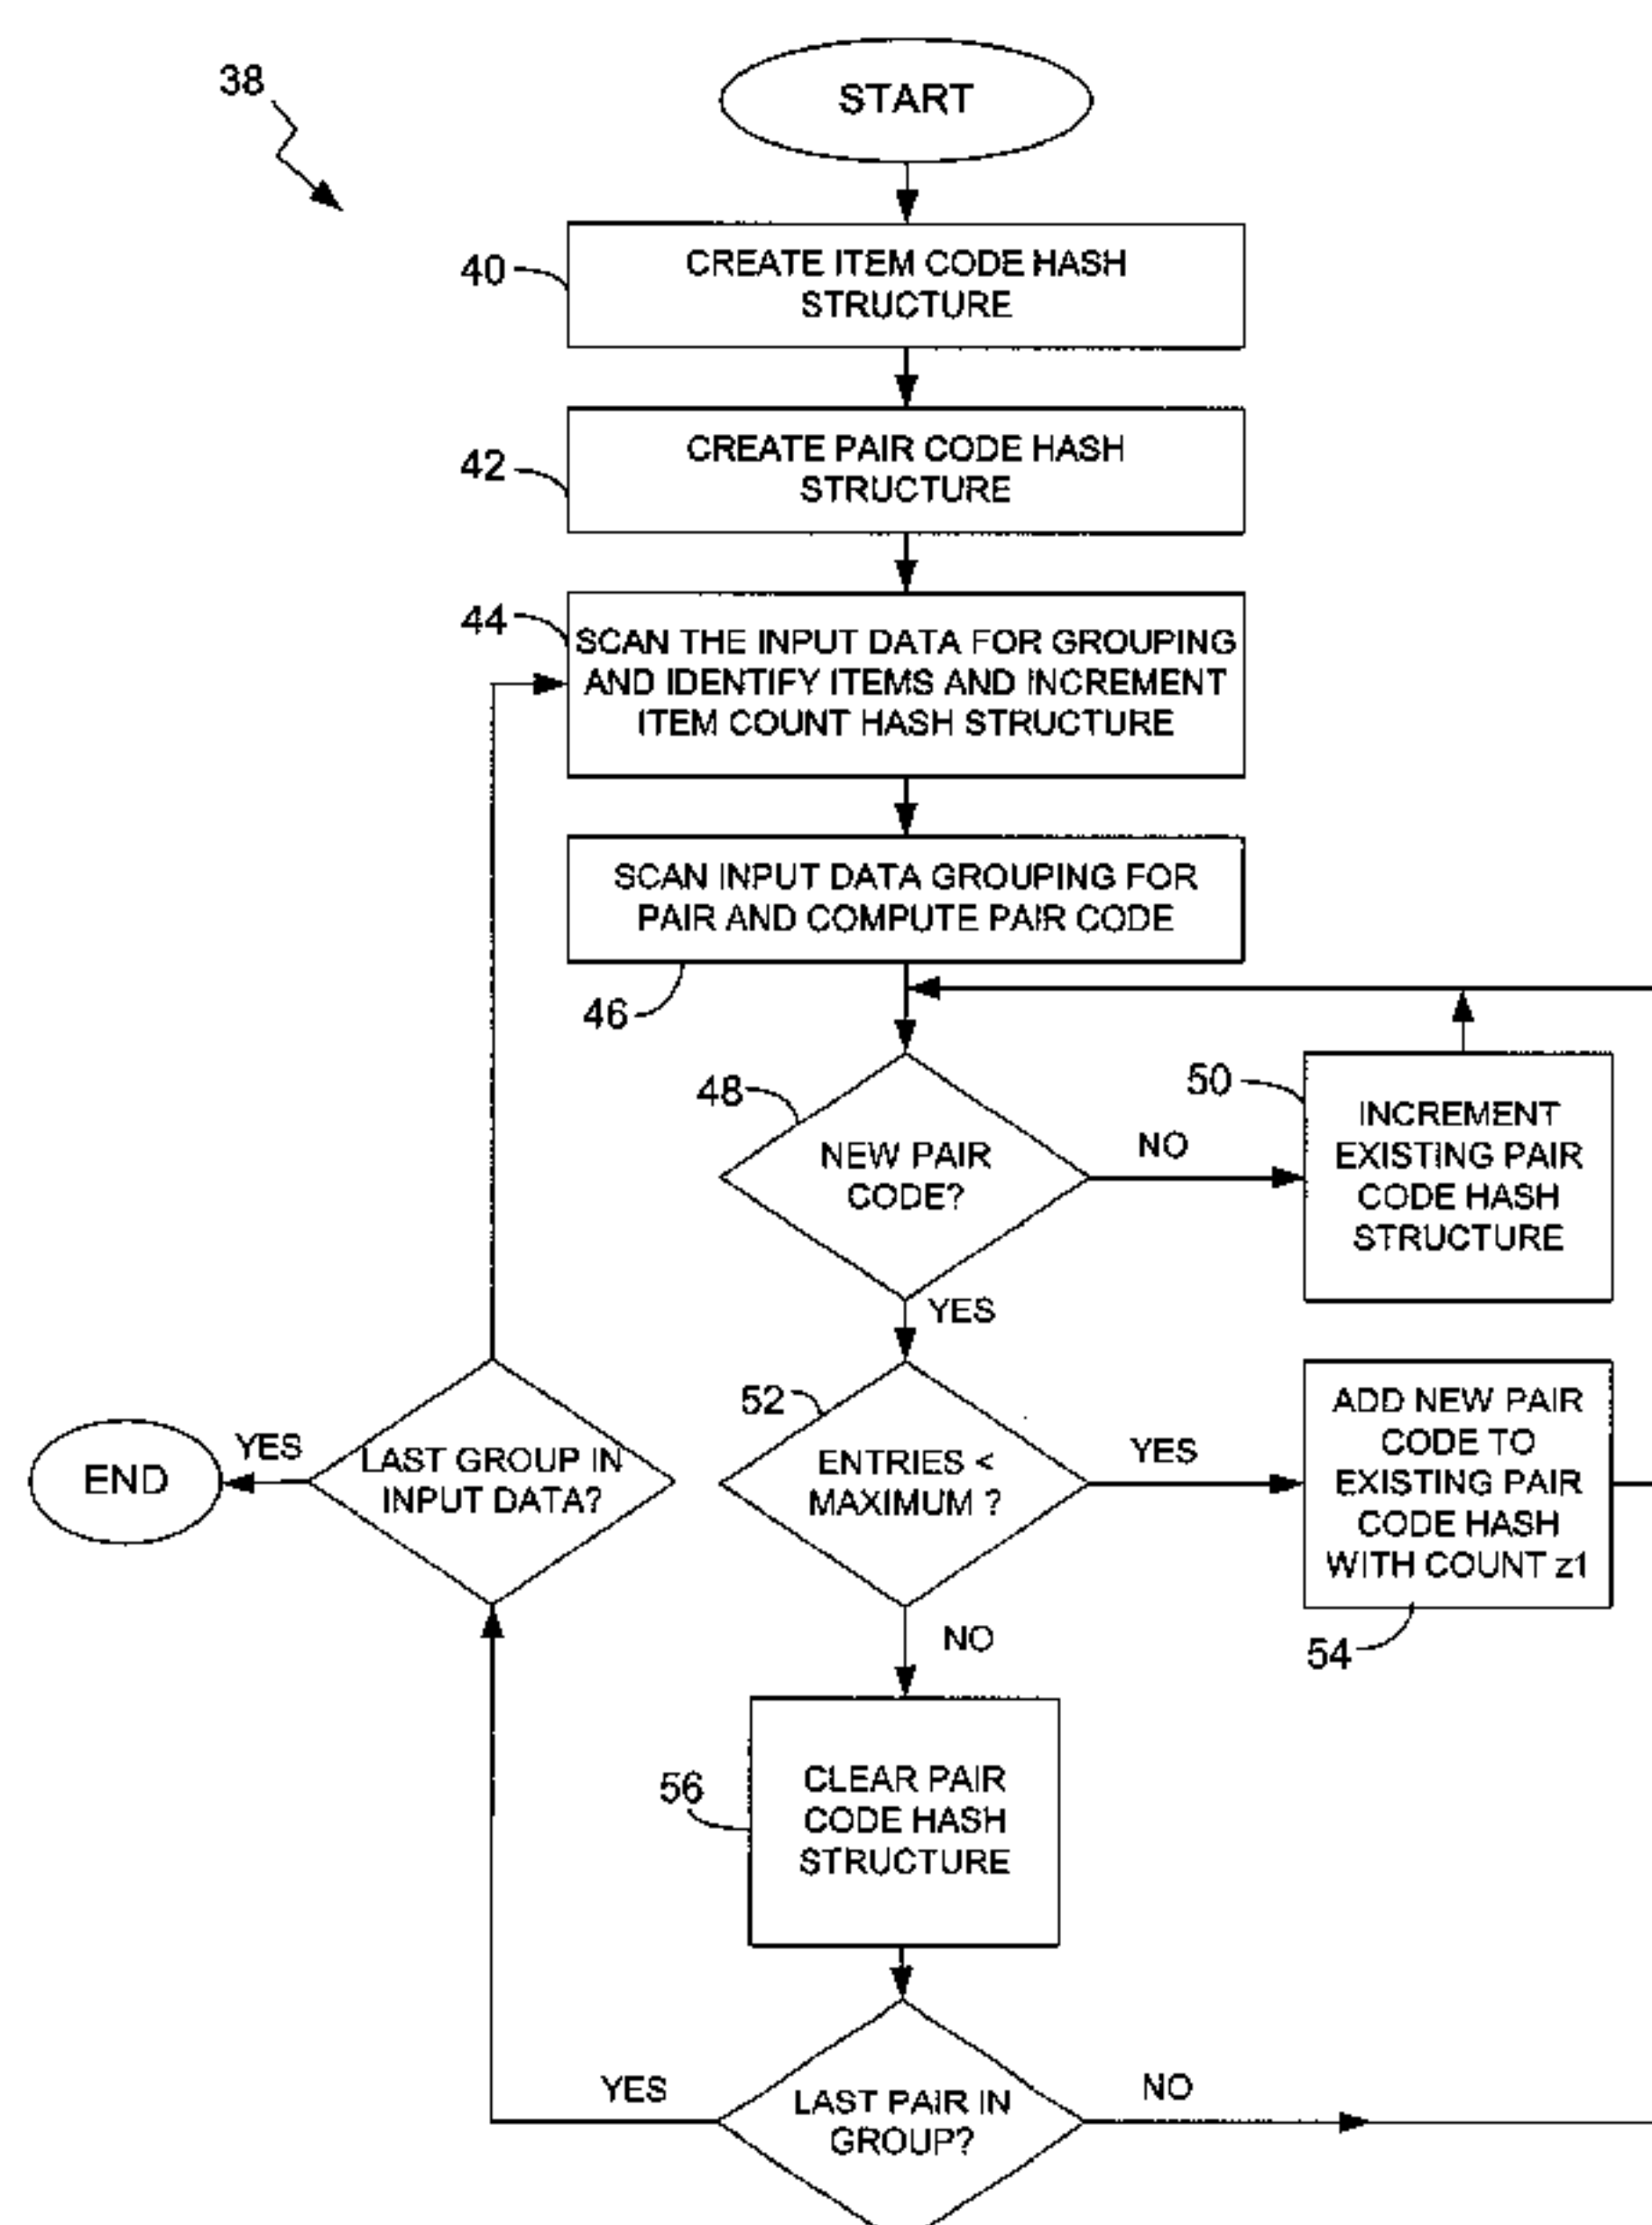 38
START
40
CREATE ITEM CODE HASH
STRUCTURE
42
CREATE PAIR CODE HASH
STRUCTURE
44
SCAN THE INPUT DATA FOR GROUPING
AND IDENTIFY ITEMS AND INCREMENT
ITEM COUNT HASH STRUCTURE
SCAN INPUT DATA GROUPING FOR
PAIR AND COMPUTE PAIR CODE
46
48
NEW PAIR
CODE?
NO
50
INCREMENT
EXISTING PAIR
CODE HASH
STRUCTURE
YES
52
ENTRIES <
MAXIMUM ?
YES
ADD NEW PAIR
CODE TO
EXISTING PAIR
CODE HASH
WITH COUNT z1
54
END
YES
LAST GROUP IN
INPUT DATA?
NO
56
CLEAR PAIR
CODE HASH
STRUCTURE
YES
LAST PAIR IN
GROUP?
NO